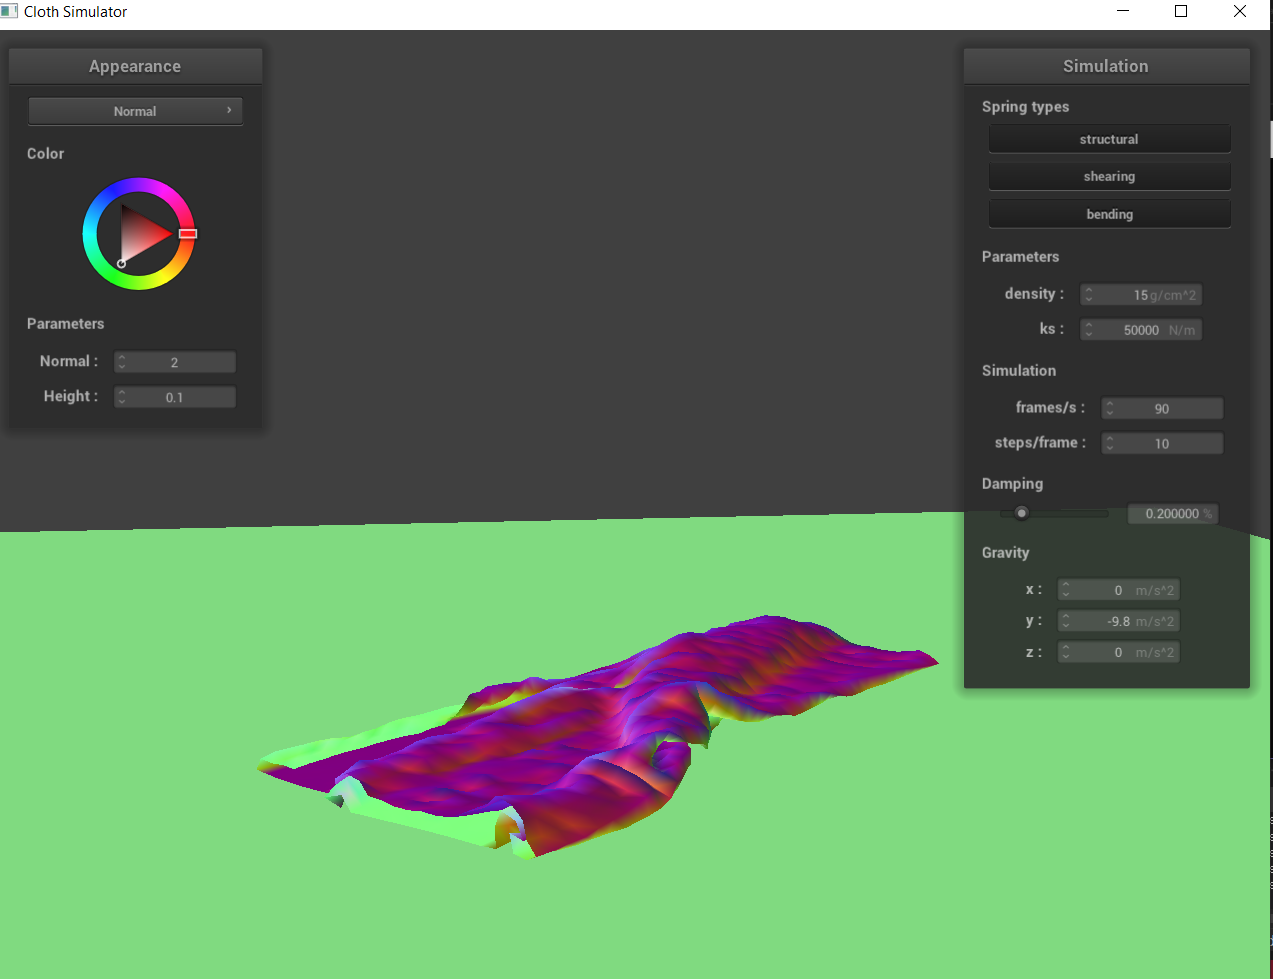 Cloth Simulator
Appearance
Normal
Color
Parameters
Normal : 2
Height : 0.1
Simulation
Spring types
structural
shearing
bending
Parameters
density : 15 g/cm^2
ks : 50000 N/m
Simulation
frames/s : 90
steps/frame : 10
Damping
0.200000 %
Gravity
x : 0 m/s^2
y : -9.8 m/s^2
z : 0 m/s^2